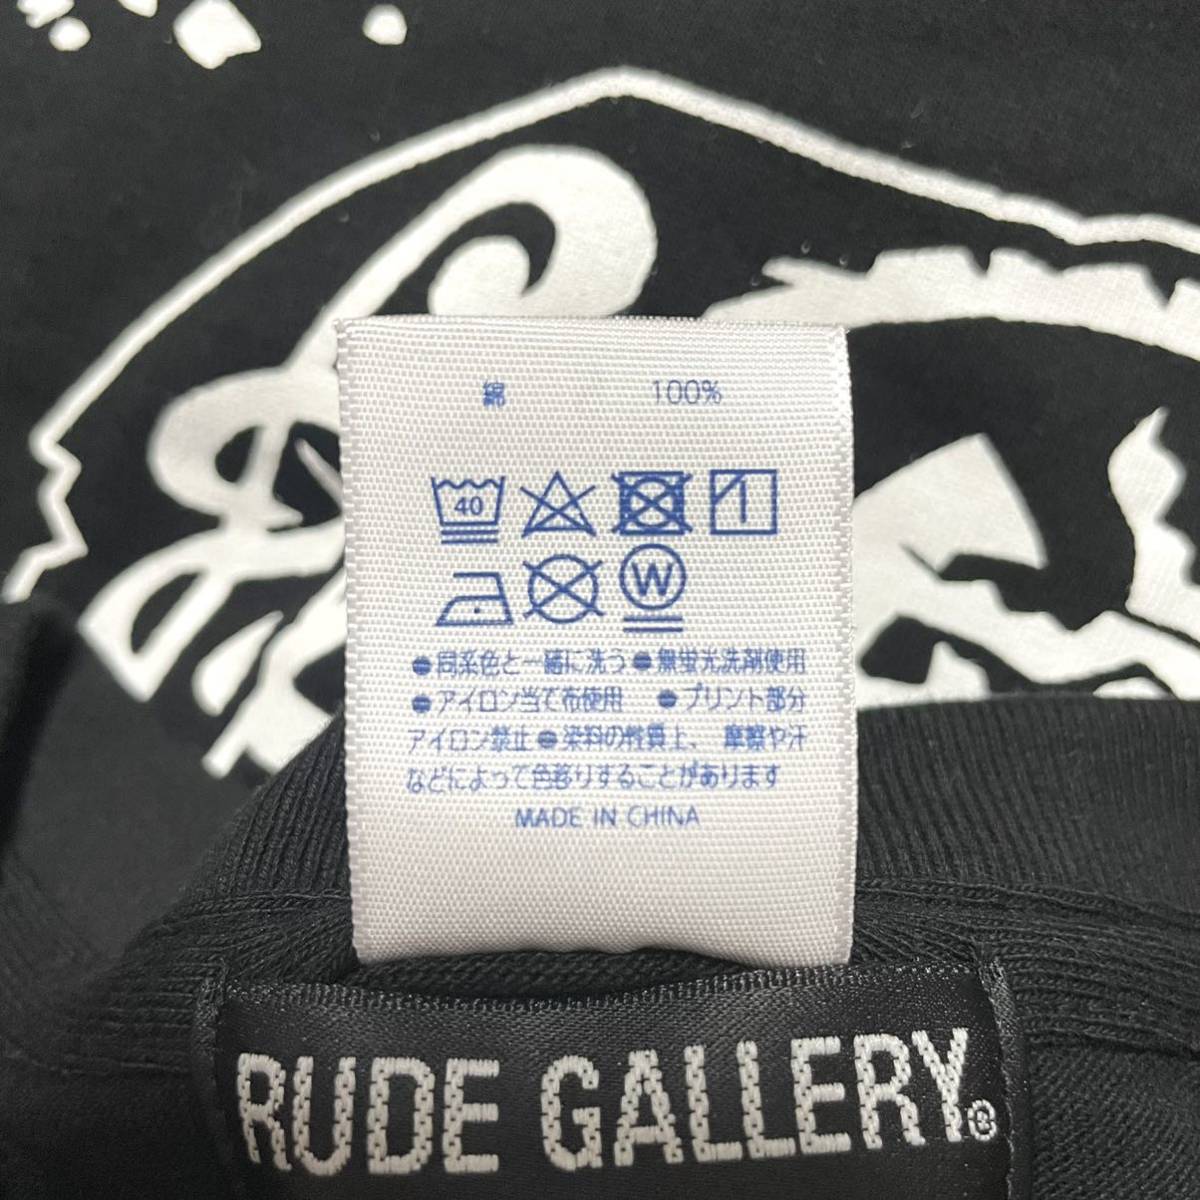 綿 100%
40
W
●同系色と一緒に洗う ●無蛍光洗剤使用
●アイロン当て布使用 ●プリント部分
アイロン禁止 ●染料の性質上、摩擦や汗
などによって色移りすることがあります
MADE IN CHINA
RUDE GALLERY®